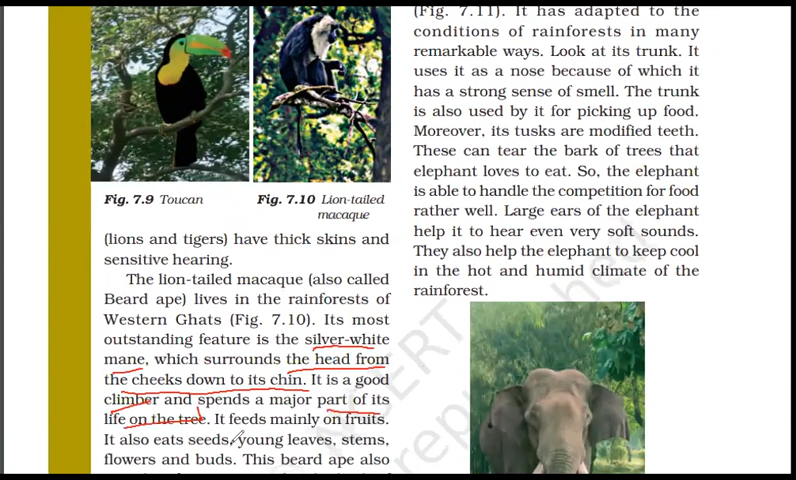 Fig. 7.9 Toucan
Fig. 7.10 Lion-tailed
macaque
(lions and tigers) have thick skins and
sensitive hearing.
The lion-tailed macaque (also called
Beard ape) lives in the rainforests of
Western Ghats (Fig. 7.10). Its most
outstanding feature is the silver-white
mane, which surrounds the head from
the cheeks down to its chin. It is a good
climber and spends a major part of its
life on the tree. It feeds mainly on fruits.
It also eats seeds, young leaves, stems,
flowers and buds. This beard ape also
(Fig. 7.11). It has adapted to the
conditions of rainforests in many
remarkable ways. Look at its trunk. It
uses it as a nose because of which it
has a strong sense of smell. The trunk
is also used by it for picking up food.
Moreover, its tusks are modified teeth.
These can tear the bark of trees that
elephant loves to eat. So, the elephant
is able to handle the competition for food
rather well. Large ears of the elephant
help it to hear even very soft sounds.
They also help the elephant to keep cool
in the hot and humid climate of the
rainforest.